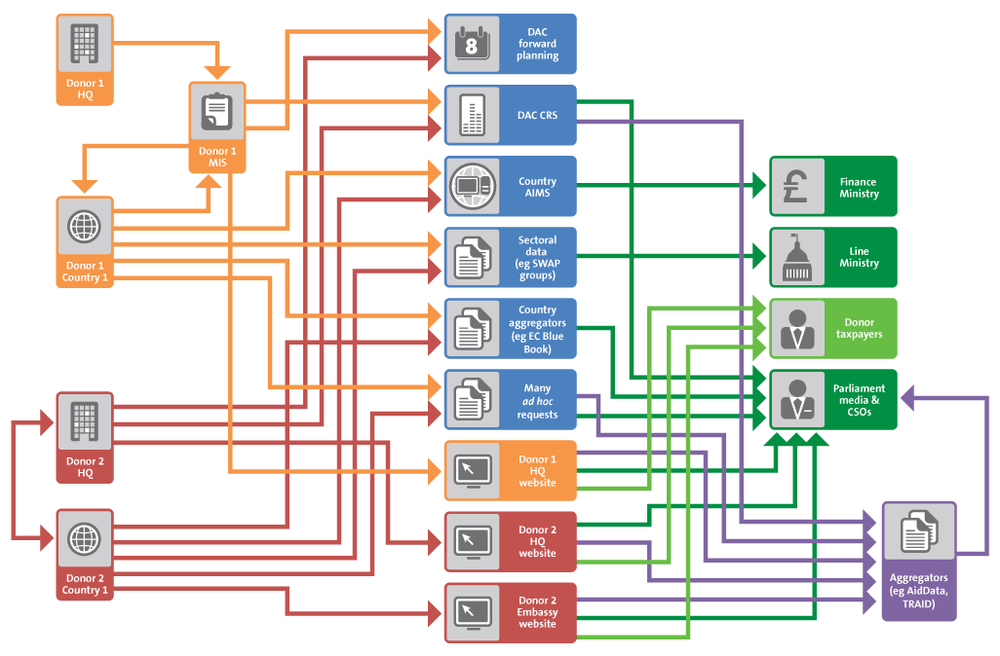 Donor 1
HQ
Donor 1
MIS
Donor 1
Country 1
Donor 2
HQ
Donor 2
Country 1
8
DAC
forward
planning
DAC CRS
Country
AIMS
Sectoral
data
(eg SWAP
groups)
Country
aggregators
(eg EC Blue
Book)
Many
ad hoc
requests
Donor 1
HQ
website
Donor 2
HQ
website
Donor 2
Embassy
website
£
Finance
Ministry
Line
Ministry
Donor
taxpayers
Parliament
media &
CSOs
Aggregators
(eg AidData,
TRAID)